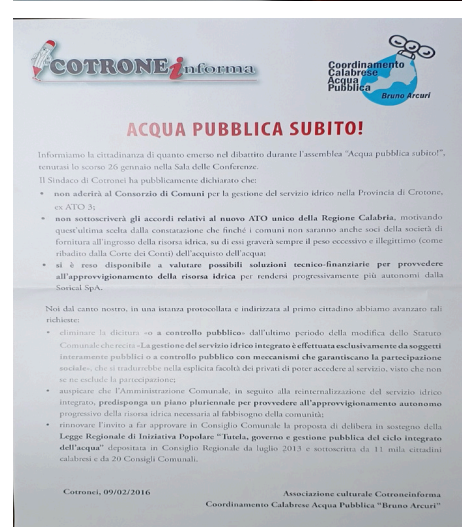 COTRONE informa
Coordinamento
Calabrese
Acqua
Pubblica
Bruno Arcuri
ACQUA PUBBLICA SUBITO!
Informiamo la cittadinanza di quanto emerso nel dibattito durante l'assemblea "Acqua pubblica subito!",
tenutasi lo scorso 26 gennaio nella Sala delle Conferenze.
Il Sindaco di Cotronei ha pubblicamente dichiarato che:
• non aderirà al Consorzio di Comuni per la gestione del servizio idrico nella Provincia di Crotone,
ex ATO 3;
• non sottoscriverà gli accordi relativi al nuovo ATO unico della Regione Calabria, motivando
quest'ultima scelta dalla constatazione che finché i comuni non saranno anche soci della società di
fornitura all'ingrosso della risorsa idrica, su di essi graverà sempre il peso eccessivo e illegittimo (come
ribadito dalla Corte dei Conti) dell'acquisto dell'acqua;
• si è reso disponibile a valutare possibili soluzioni tecnico-finanziarie per provvedere
all'approvvigionamento della risorsa idrica per rendersi progressivamente più autonomi dalla
Sorical SpA.
Noi dal canto nostro, in una istanza protocollata e indirizzata al primo cittadino abbiamo avanzato tali
richieste:
• eliminare la dicitura «o a controllo pubblico» dall'ultimo periodo della modifica dello Statuto
Comunale che recita «La gestione del servizio idrico integrato è effettuata esclusivamente da soggetti
interamente pubblici o a controllo pubblico con meccanismi che garantiscano la partecipazione
sociale», che si tradurrebbe nella esplicita facoltà dei privati di poter accedere al servizio, visto che non
se ne esclude la partecipazione;
• auspicare che l'Amministrazione Comunale, in seguito alla reinternalizzazione del servizio idrico
integrato, predisponga un piano pluriennale per provvedere all'approvvigionamento autonomo
progressivo della risorsa idrica necessaria al fabbisogno della comunità;
• rinnovare l'invito a far approvare in Consiglio Comunale la proposta di delibera in sostegno della
Legge Regionale di Iniziativa Popolare "Tutela, governo e gestione pubblica del ciclo integrato
dell'acqua" depositata in Consiglio Regionale da luglio 2013 e sottoscritta da 11 mila cittadini
calabresi e da 20 Consigli Comunali.
Cotronei, 09/02/2016
Associazione culturale Cotroneinforma
Coordinamento Calabrese Acqua Pubblica "Bruno Arcuri"